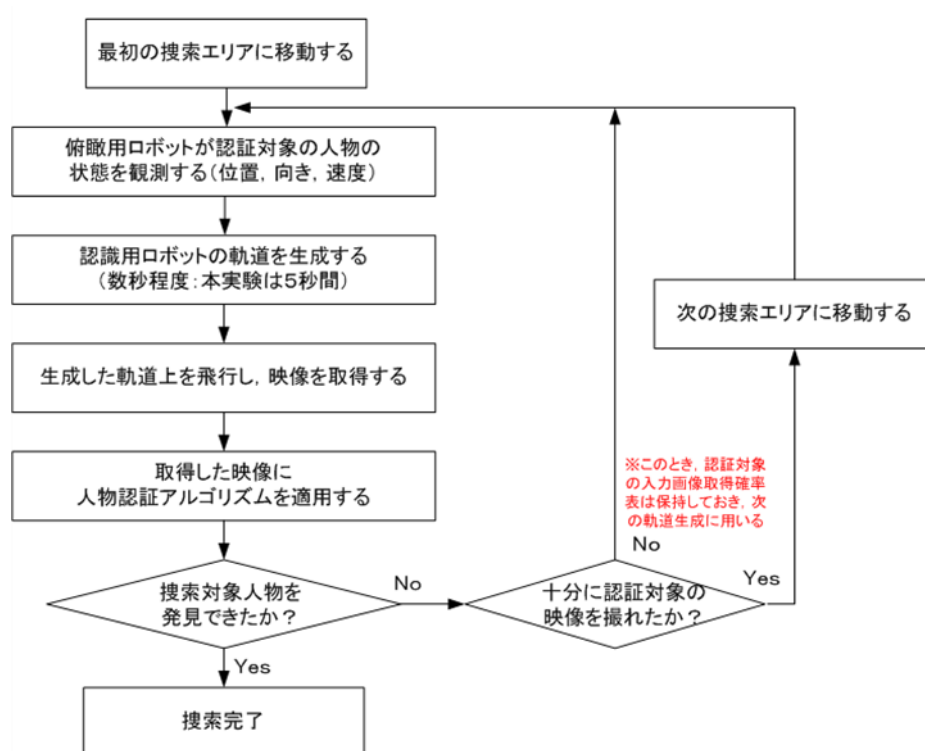 最初の捜索エリアに移動する
俯瞰用ロボットが認証対象の人物の
状態を観測する(位置，向き，速度)
認識用ロボットの軌道を生成する
(数秒程度：本実験は5秒間)
次の捜索エリアに移動する
生成した軌道上を飛行し，映像を取得する
取得した映像に
人物認証アルゴリズムを適用する
※このとき，認証対象
の入力画像取得確率
表は保持しておき，次
の軌道生成に用いる
捜索対象人物を
発見できたか？
No
十分に認証対象の
映像を撮れたか？
No
Yes
Yes
捜索完了